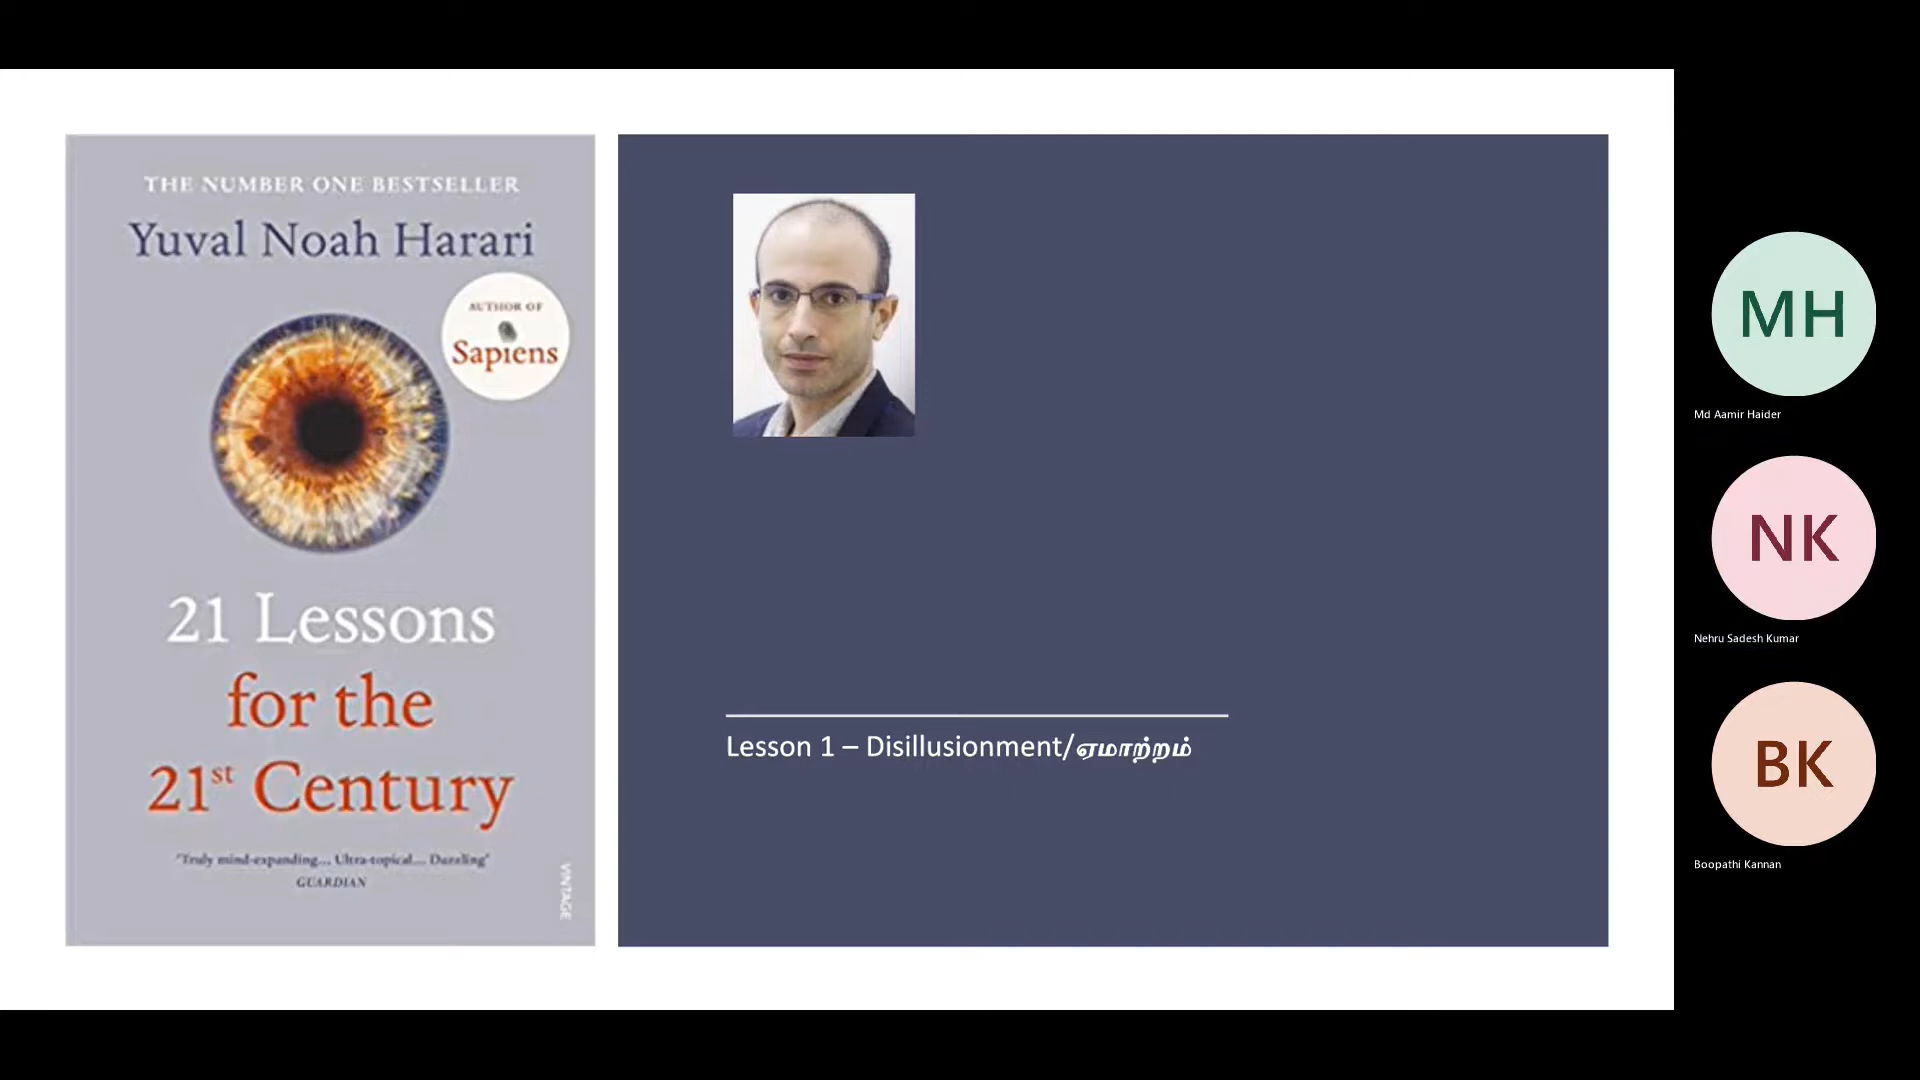 THE NUMBER ONE BESTSELLER
Yuval Noah Harari
AUTHOR OF
Sapiens
21 Lessons
for the
21st Century
"Truly mind-expanding... Ultra-topical... Dazzling"
GUARDIAN
VINTAGE
Lesson 1 – Disillusionment/ஏமாற்றம்
MH
Md Aamir Haider
NK
Nehru Sadesh Kumar
BK
Boopathi Kannan